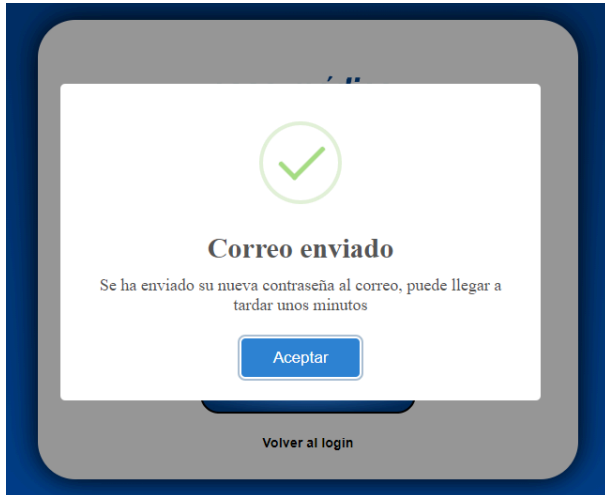 Correo enviado
Se ha enviado su nueva contraseña al correo, puede llegar a
tardar unos minutos
Aceptar
Volver al login